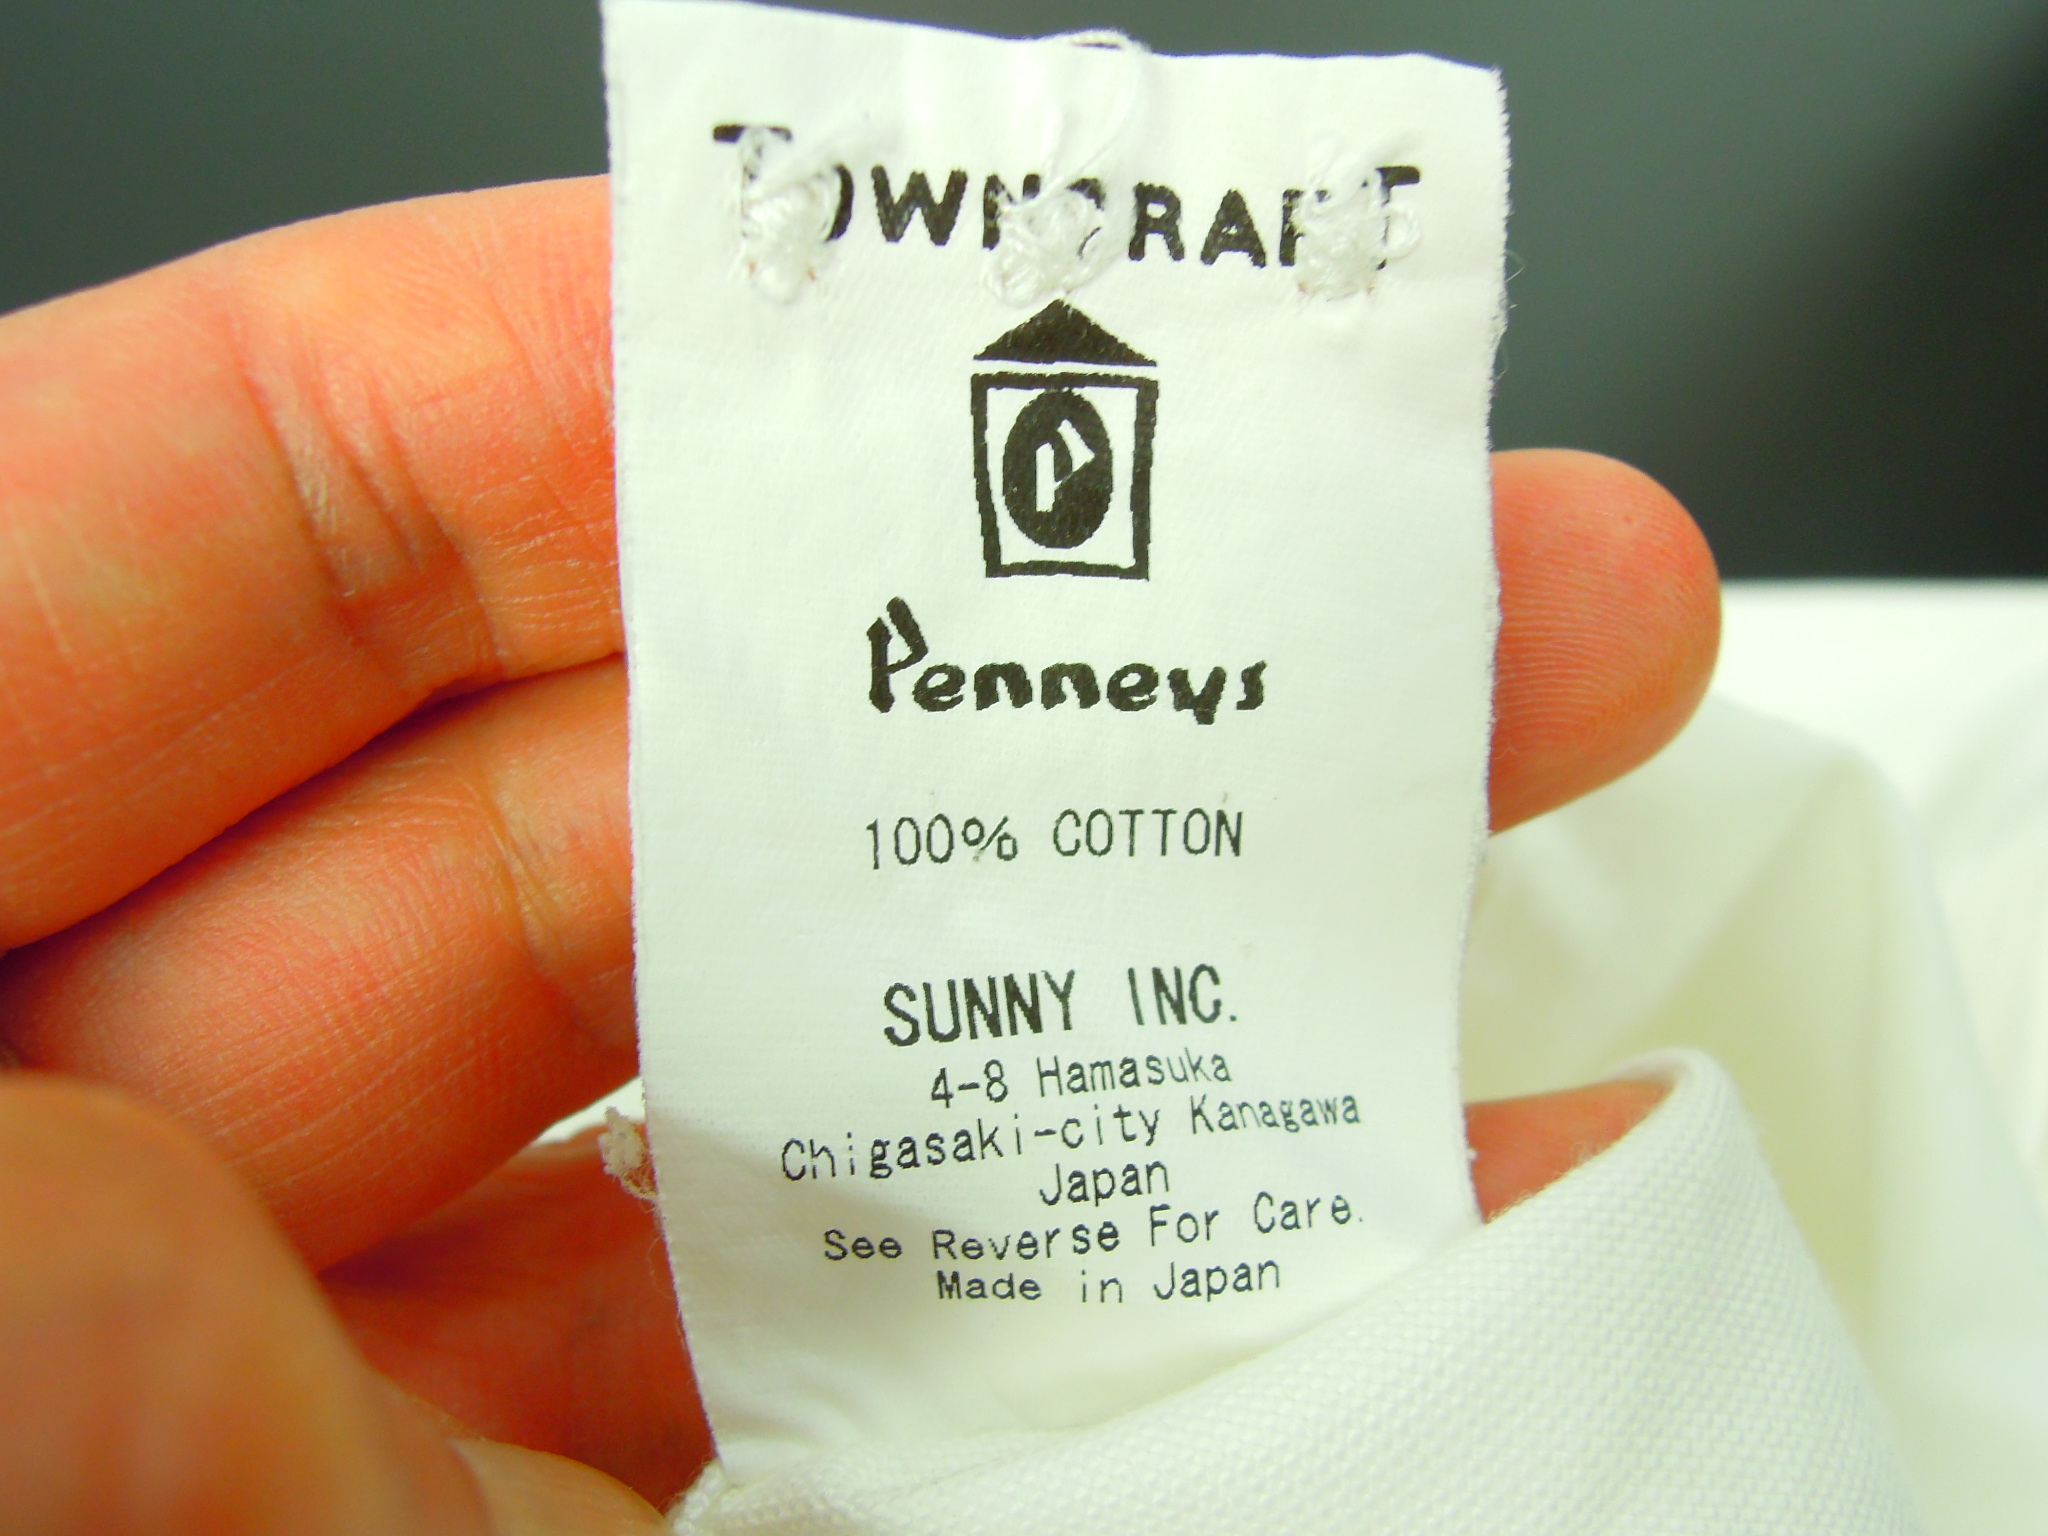 TOWNCRAFT
P
Penneys
100% COTTON
SUNNY INC.
4-8 Hamasuka
Chigasaki-city Kanagawa
Japan
See Reverse For Care.
Made in Japan